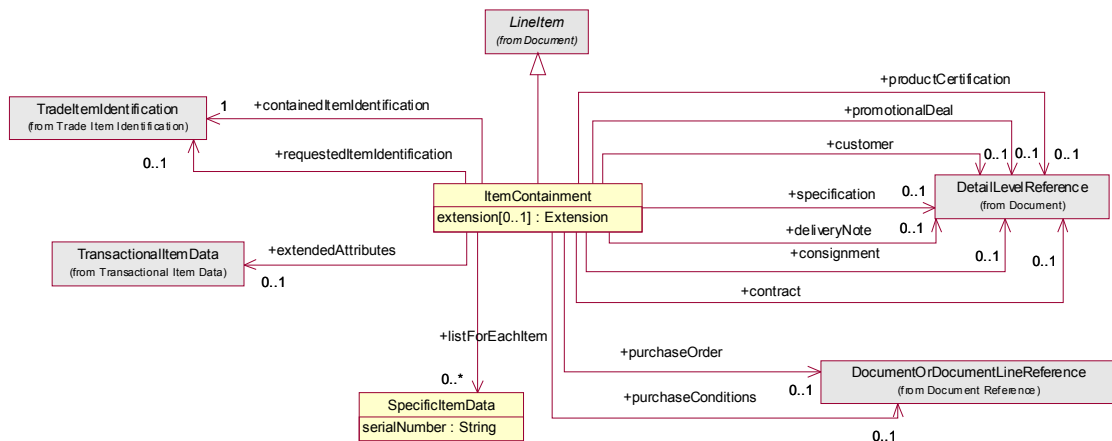 LineItem
(from Document)
+productCertification
TradeItemIdentification
(from Trade Item Identification)
1
+containedItemIdentification
+promotionalDeal
0..1
+requestedItemIdentification
+customer
0..1
0..1
0..1
ItemContainment
extension[0..1] : Extension
+specification
0..1
DetailLevelReference
(from Document)
+deliveryNote
0..1
TransactionalItemData
(from Transactional Item Data)
+extendedAttributes
0..1
+consignment
0..1
0..1
+contract
+listForEachItem
+purchaseOrder
0..1
DocumentOrDocumentLineReference
(from Document Reference)
0..*
+purchaseConditions
0..1
SpecificItemData
serialNumber : String